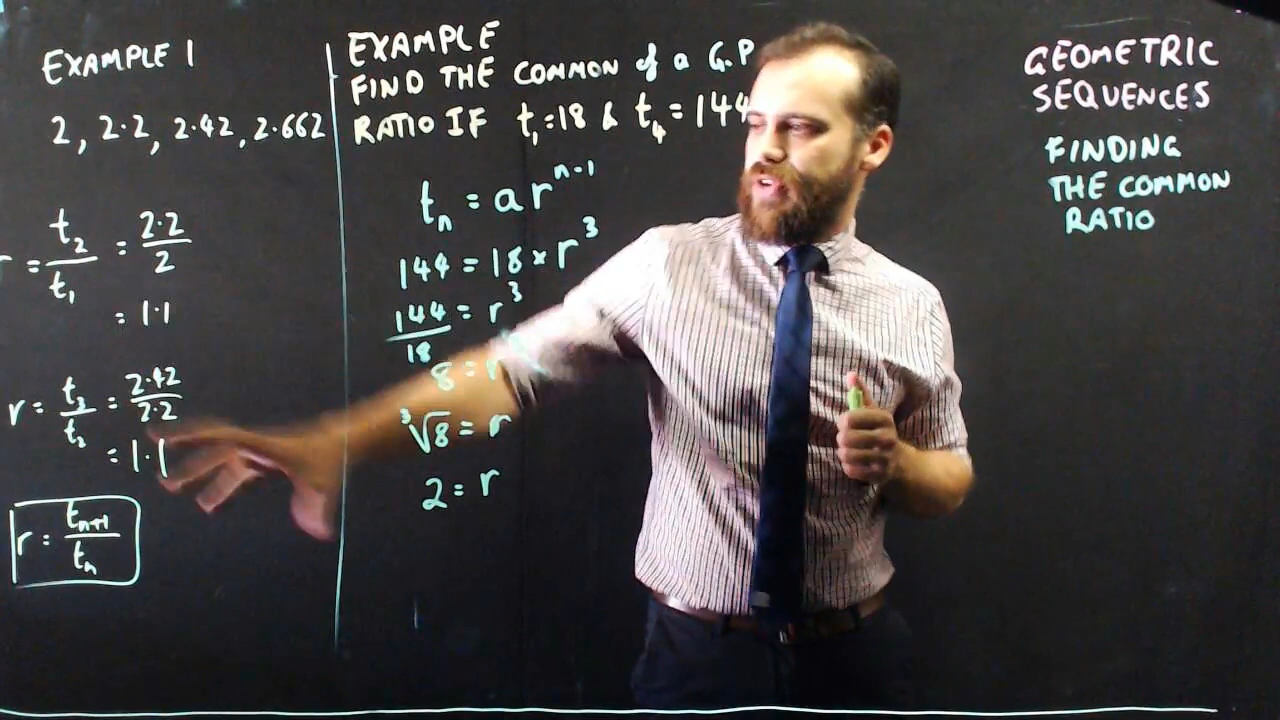 EXAMPLE 1
2, 2·2, 2·42, 2·662
= t₂/t₁ = 2·2/2
= 1·1
r = t₃/t₂ = 2·42/2·2
= 1·1
r = tₙ₊₁/tₙ
EXAMPLE
FIND THE COMMON of a G.P
RATIO IF t₁=18 & t₄ = 144
tₙ = a rⁿ⁻¹
144 = 18 × r³
144/18 = r³
8 = r
³√8 = r
2 = r
GEOMETRIC
SEQUENCES
FINDING
THE COMMON
RATIO